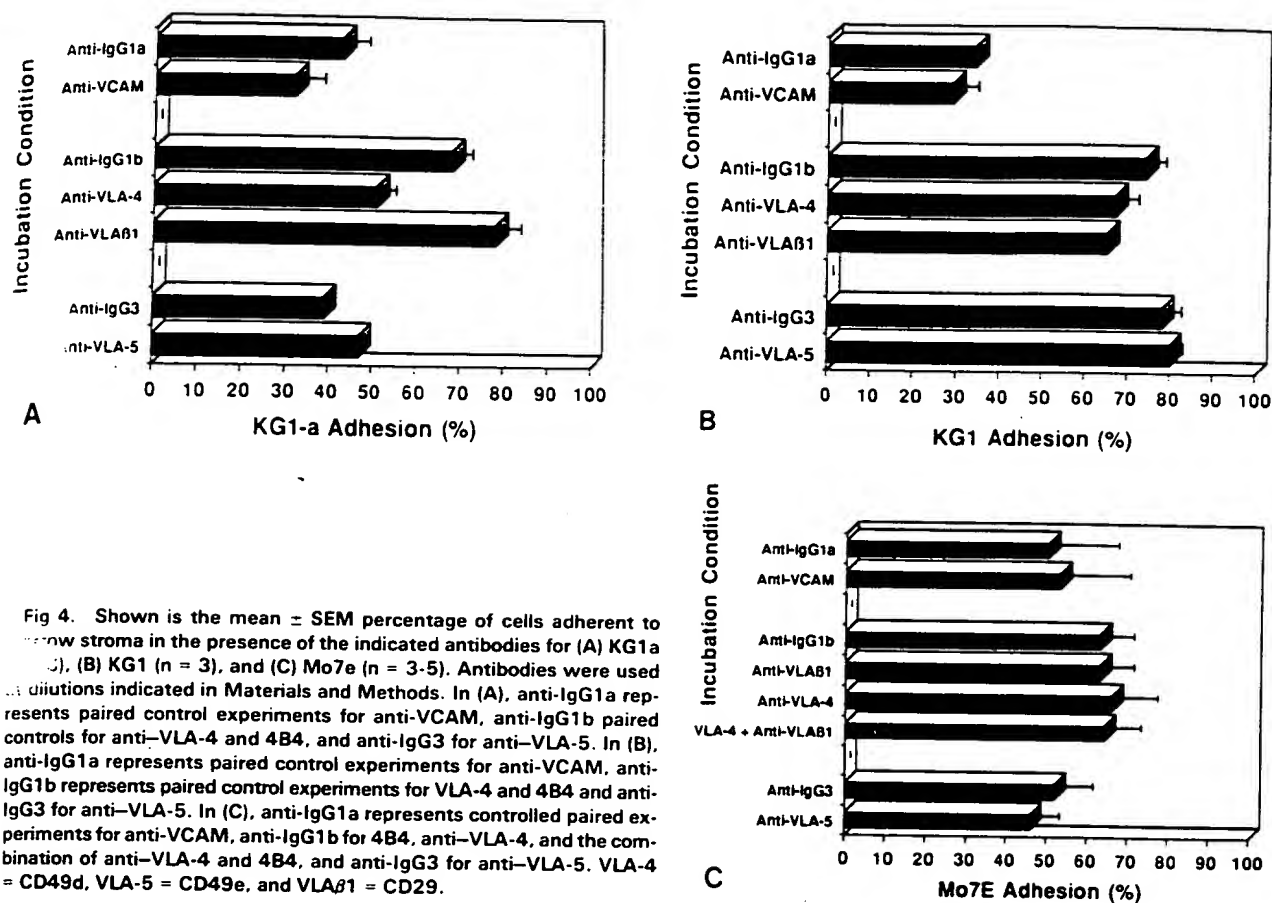 Incubation Condition
Anti-IgG1a
Anti-VCAM
Anti-IgG1b
Anti-VLA-4
Anti-VLAβ1
Anti-IgG3
nti-VLA-5
0 10 20 30 40 50 60 70 80 90 100
A
KG1-a Adhesion (%)
Incubation Condition
Anti-IgG1a
Anti-VCAM
Anti-IgG1b
Anti-VLA-4
Anti-VLAβ1
Anti-IgG3
Anti-VLA-5
0 10 20 30 40 50 60 70 80 90 100
B
KG1 Adhesion (%)
Incubation Condition
Anti-IgG1a
Anti-VCAM
Anti-IgG1b
Anti-VLAβ1
Anti-VLA-4
VLA-4 + Anti-VLAβ1
Anti-IgG3
Anti-VLA-5
0 10 20 30 40 50 60 70 80 90 100
C
Mo7E Adhesion (%)
Fig 4. Shown is the mean ± SEM percentage of cells adherent to
stroma in the presence of the indicated antibodies for (A) KG1a
(B) KG1 (n = 3), and (C) Mo7e (n = 3-5). Antibodies were used
dilutions indicated in Materials and Methods. In (A), anti-IgG1a rep-
resents paired control experiments for anti-VCAM, anti-IgG1b paired
controls for anti–VLA-4 and 4B4, and anti-IgG3 for anti–VLA-5. In (B),
anti-IgG1a represents paired control experiments for anti-VCAM, anti-
IgG1b represents paired control experiments for VLA-4 and 4B4 and anti-
IgG3 for anti–VLA-5. In (C), anti-IgG1a represents controlled paired ex-
periments for anti-VCAM, anti-IgG1b for 4B4, anti–VLA-4, and the com-
bination of anti–VLA-4 and 4B4, and anti-IgG3 for anti–VLA-5. VLA-4
= CD49d, VLA-5 = CD49e, and VLAβ1 = CD29.